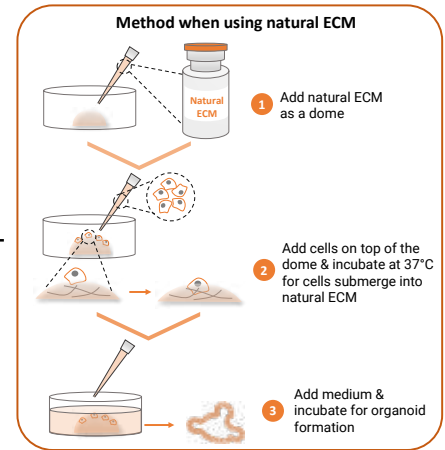 Method when using natural ECM
Natural
ECM
1
Add natural ECM
as a dome
Add cells on top of the
dome & incubate at 37°C
2
for cells submerge into
natural ECM
Add medium &
3
incubate for organoid
formation